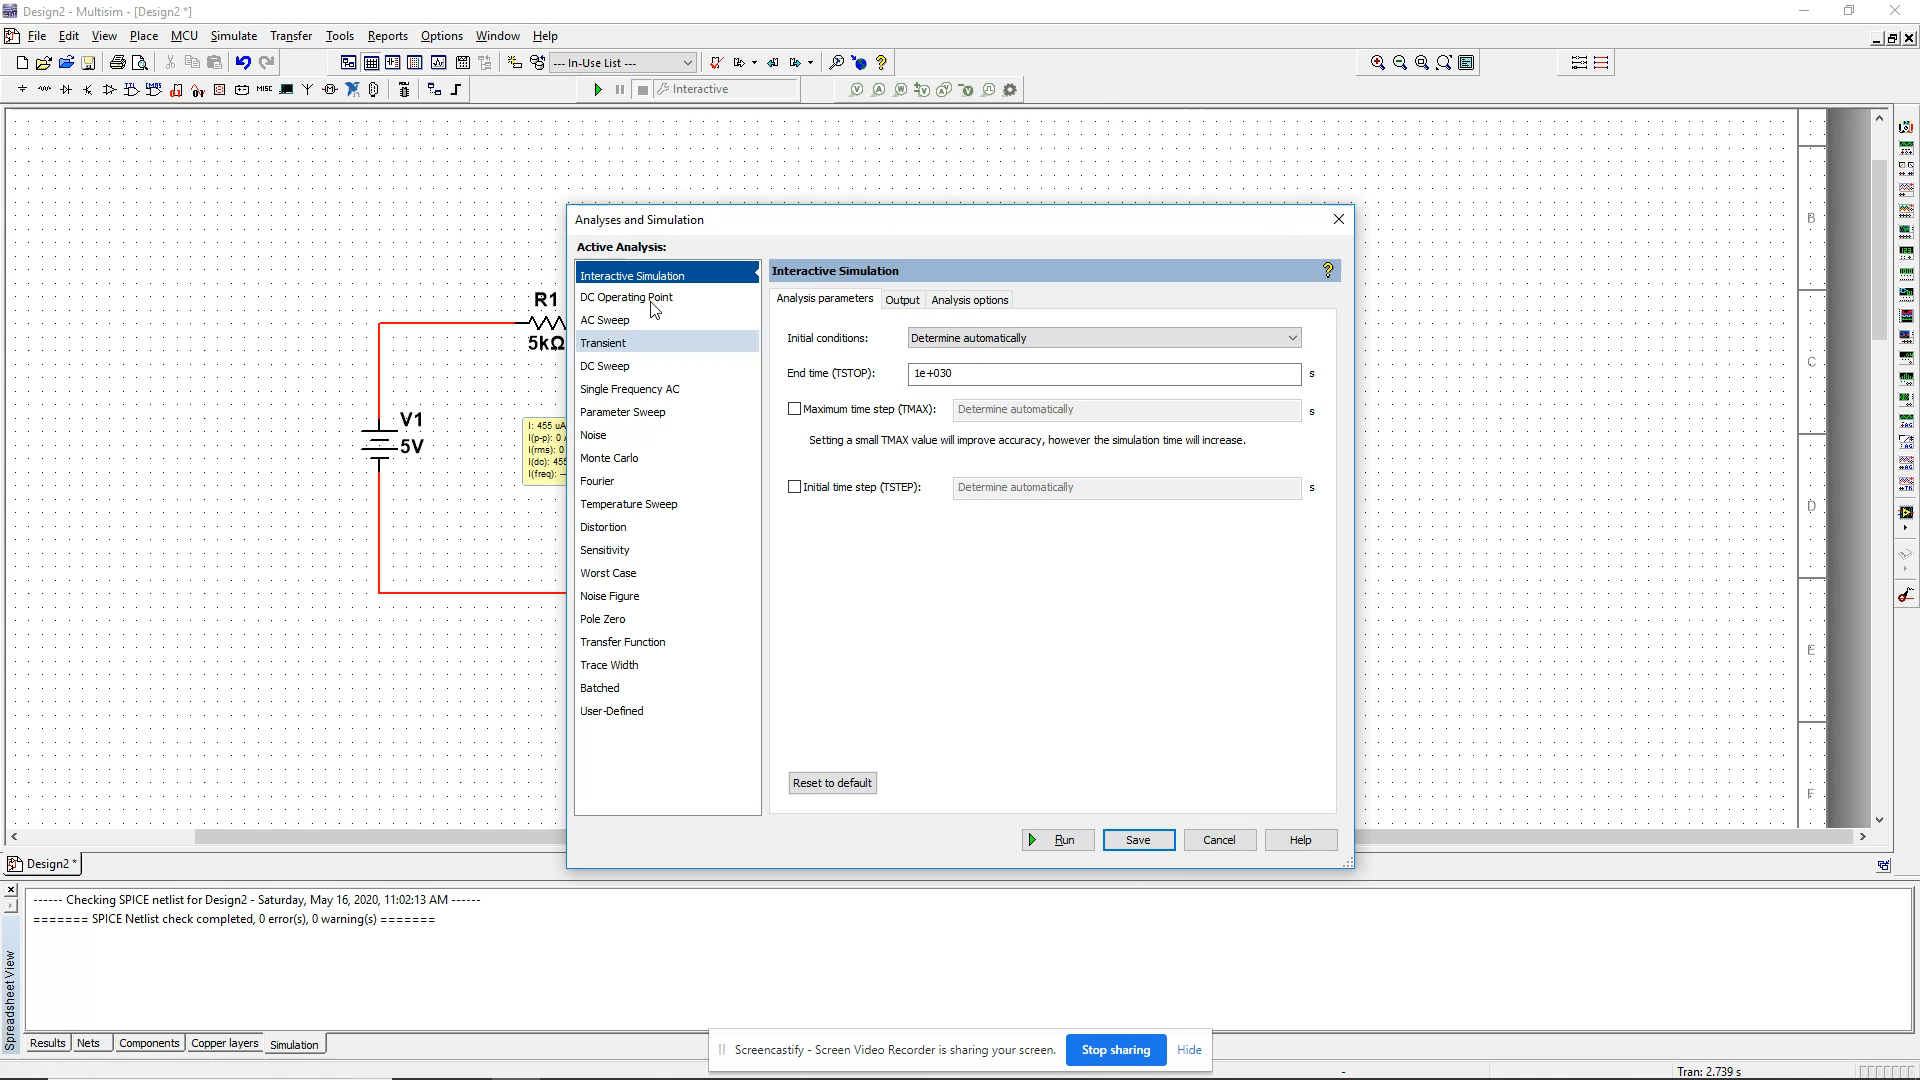 Design2 - Multisim - [Design2 *]
File Edit View Place MCU Simulate Transfer Tools Reports Options Window Help
--- In-Use List ---
MISC Interactive
Analyses and Simulation
Active Analysis:
Interactive Simulation
DC Operating Point
AC Sweep
Transient
DC Sweep
Single Frequency AC
Parameter Sweep
Noise
Monte Carlo
Fourier
Temperature Sweep
Distortion
Sensitivity
Worst Case
Noise Figure
Pole Zero
Transfer Function
Trace Width
Batched
User-Defined
Interactive Simulation
Analysis parameters Output Analysis options
Initial conditions: Determine automatically
End time (TSTOP): 1e+030 s
Maximum time step (TMAX): Determine automatically s
Setting a small TMAX value will improve accuracy, however the simulation time will increase.
Initial time step (TSTEP): Determine automatically s
Reset to default
Run Save Cancel Help
R1
5kΩ
V1
5V
I: 455 uA
I(p-p): 0
I(rms): 0
I(dc): 455
I(freq): --
B
C
D
E
F
Design2 *
------ Checking SPICE netlist for Design2 - Saturday, May 16, 2020, 11:02:13 AM ------
======= SPICE Netlist check completed, 0 error(s), 0 warning(s) =======
Spreadsheet View
Results Nets Components Copper layers Simulation
Screencastify - Screen Video Recorder is sharing your screen. Stop sharing Hide
- Tran: 2.739 s